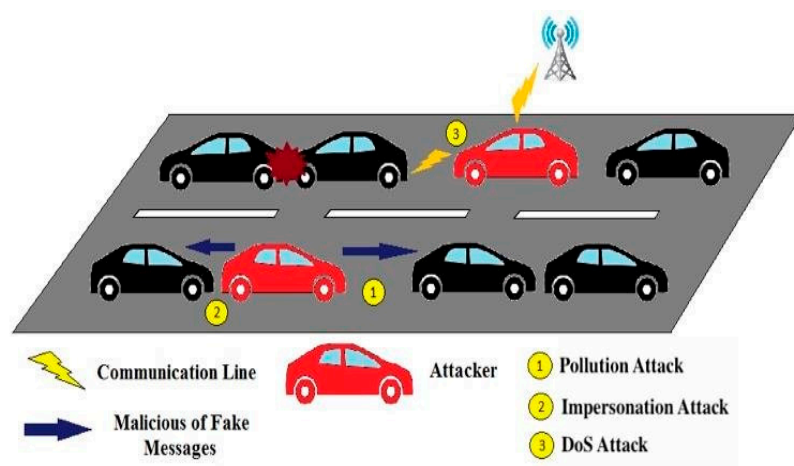 3
2
1
Communication Line
Attacker
1 Pollution Attack
Malicious of Fake
Messages
2 Impersonation Attack
3 DoS Attack